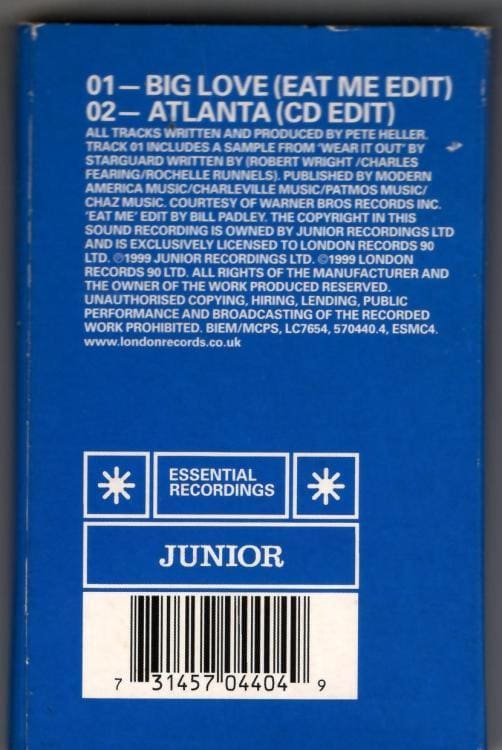 01— BIG LOVE (EAT ME EDIT)
02— ATLANTA (CD EDIT)
ALL TRACKS WRITTEN AND PRODUCED BY PETE HELLER.
TRACK 01 INCLUDES A SAMPLE FROM 'WEAR IT OUT' BY
STARGUARD WRITTEN BY (ROBERT WRIGHT /CHARLES
FEARING/ROCHELLE RUNNELS). PUBLISHED BY MODERN
AMERICA MUSIC/CHARLEVILLE MUSIC/PATMOS MUSIC/
CHAZ MUSIC. COURTESY OF WARNER BROS RECORDS INC.
'EAT ME' EDIT BY BILL PADLEY. THE COPYRIGHT IN THIS
SOUND RECORDING IS OWNED BY JUNIOR RECORDINGS LTD
AND IS EXCLUSIVELY LICENSED TO LONDON RECORDS 90
LTD. ℗1999 JUNIOR RECORDINGS LTD. ©1999 LONDON
RECORDS 90 LTD. ALL RIGHTS OF THE MANUFACTURER AND
THE OWNER OF THE WORK PRODUCED RESERVED.
UNAUTHORISED COPYING, HIRING, LENDING, PUBLIC
PERFORMANCE AND BROADCASTING OF THE RECORDED
WORK PROHIBITED. BIEM/MCPS, LC7654, 570440.4, ESMC4.
www.londonrecords.co.uk
ESSENTIAL
RECORDINGS
JUNIOR
7 31457 04404 9